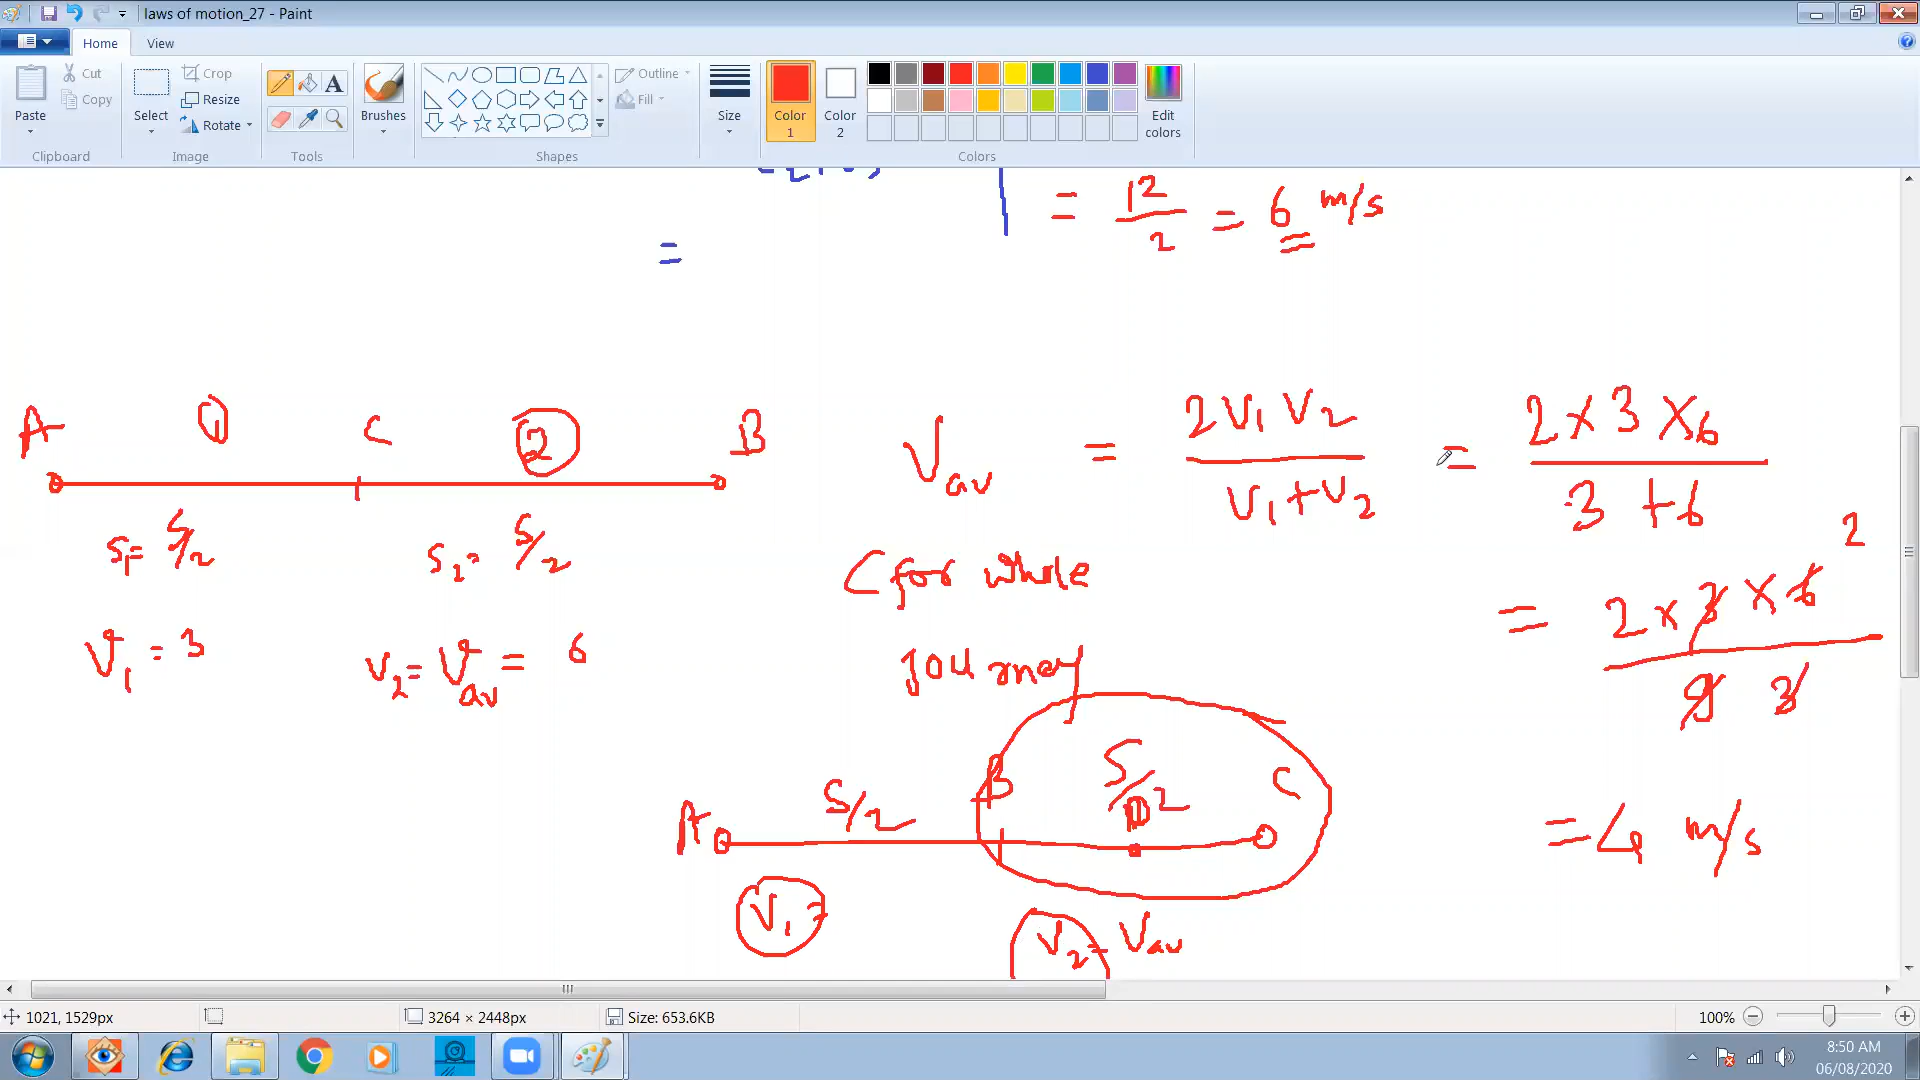 laws of motion_27 - Paint
Home View
Paste Cut Copy Clipboard
Select Crop Resize Rotate Image
Tools
Brushes
Outline Fill Shapes
Size
Color 1 Color 2 Edit colors Colors
= 12/2 = 6 m/s
=
A 1 C 2 B
S1= S/2 S2= S/2
V1 = 3 V2= Vav = 6
Vav = 2V1V2 / V1+V2 = 2 x 3 x 6 / 3 + 6
(for whole
journey
= 2 x 3 x 6 2 / 9 3
= 4 m/s
A S/2 B S/2 D C
V1 = V2 = Vav
1021, 1529px 3264 × 2448px Size: 653.6KB 100%
8:50 AM
06/08/2020